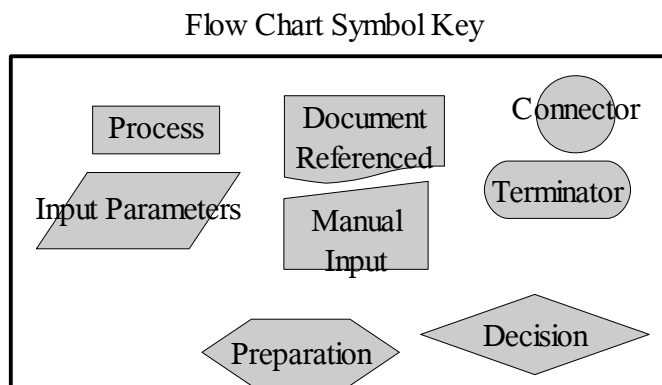 Flow Chart Symbol Key
Process
Document
Referenced
Connector
Input Parameters
Manual
Input
Terminator
Preparation
Decision